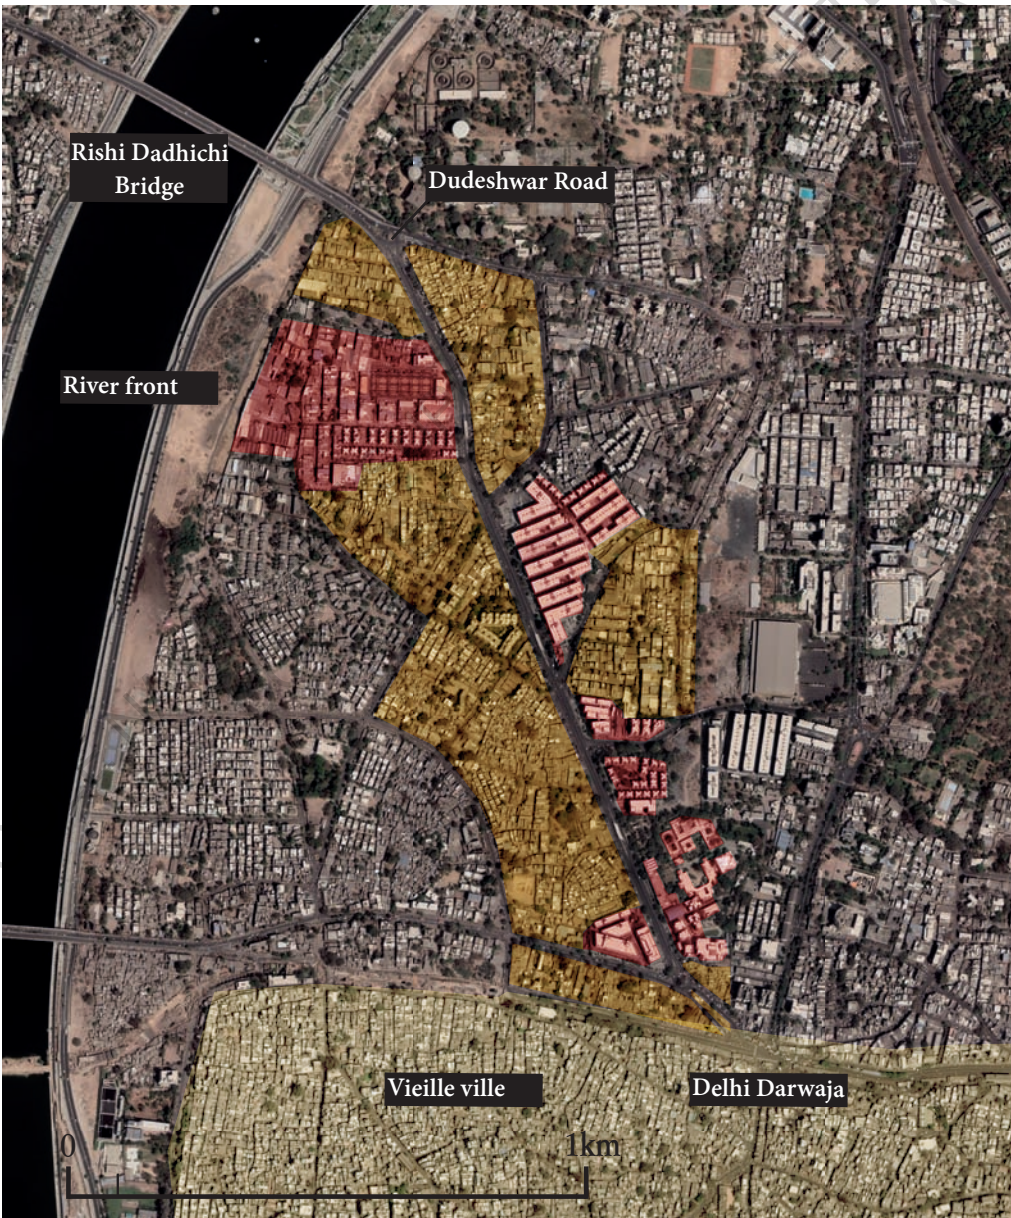 Rishi Dadhichi
Bridge
Dudeshwar Road
River front
Vieille ville
Delhi Darwaja
0
1km